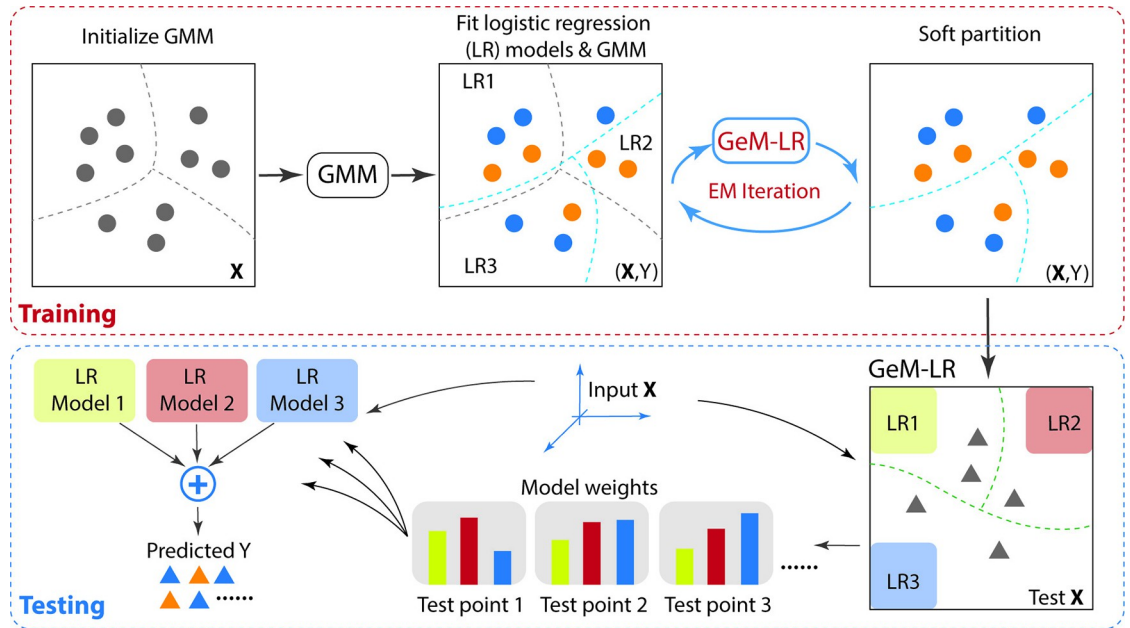 Initialize GMM
X
GMM
Fit logistic regression
(LR) models & GMM
LR1
LR2
LR3
(X,Y)
GeM-LR
EM Iteration
Soft partition
(X,Y)
Training
LR
Model 1
LR
Model 2
LR
Model 3
Predicted Y
......
Input X
Model weights
Test point 1
Test point 2
Test point 3
......
GeM-LR
LR1
LR2
LR3
Test X
Testing